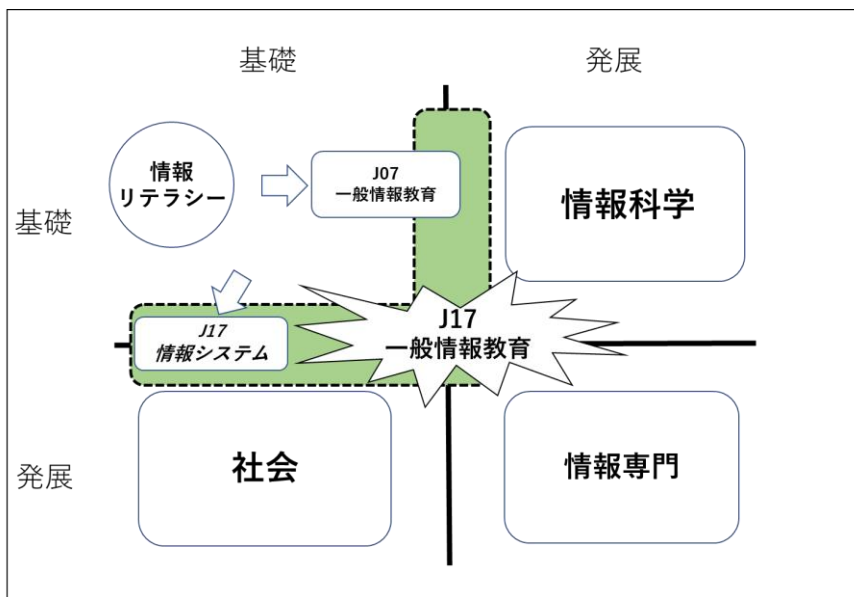 基礎
発展
情報
リテラシー
J07
一般情報教育
情報科学
基礎
J17
情報システム
J17
一般情報教育
発展
社会
情報専門